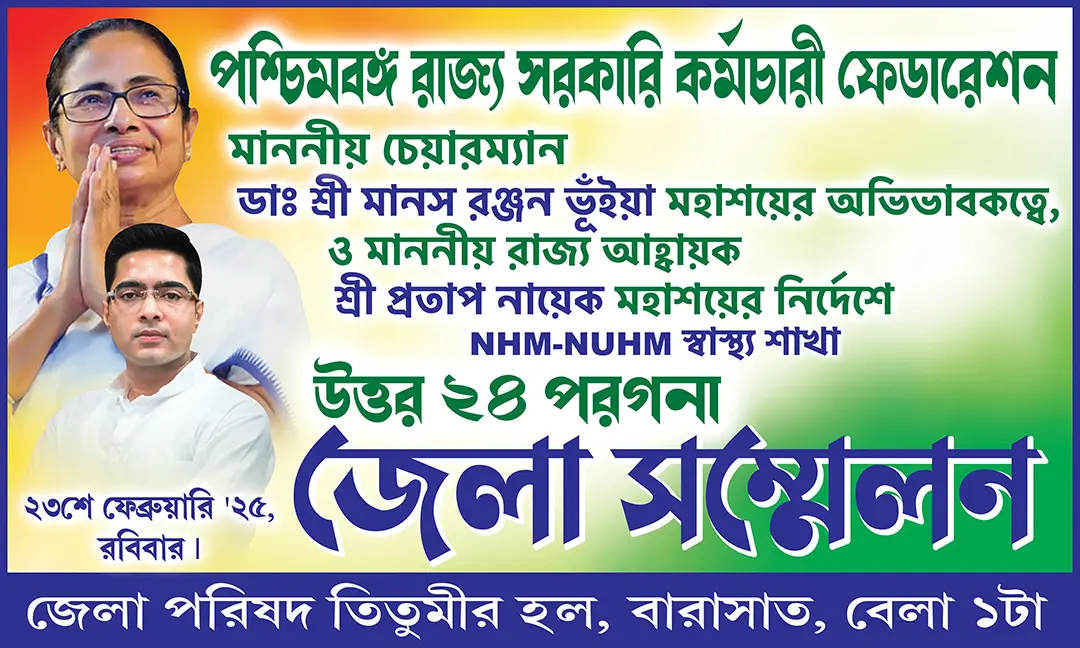 পশ্চিমবঙ্গ রাজ্য সরকারি কর্মচারী ফেডারেশন
মাননীয় চেয়ারম্যান
ডাঃ শ্রী মানস রঞ্জন ভূঁইয়া মহাশয়ের অভিভাবকত্বে,
ও মাননীয় রাজ্য আহ্বায়ক
শ্রী প্রতাপ নায়েক মহাশয়ের নির্দেশে
NHM-NUHM স্বাস্থ্য শাখা
উত্তর ২৪ পরগনা
জেলা সম্মেলন
২৩শে ফেব্রুয়ারি '২৫,
রবিবার।
জেলা পরিষদ তিতুমীর হল, বারাসাত, বেলা ১টা